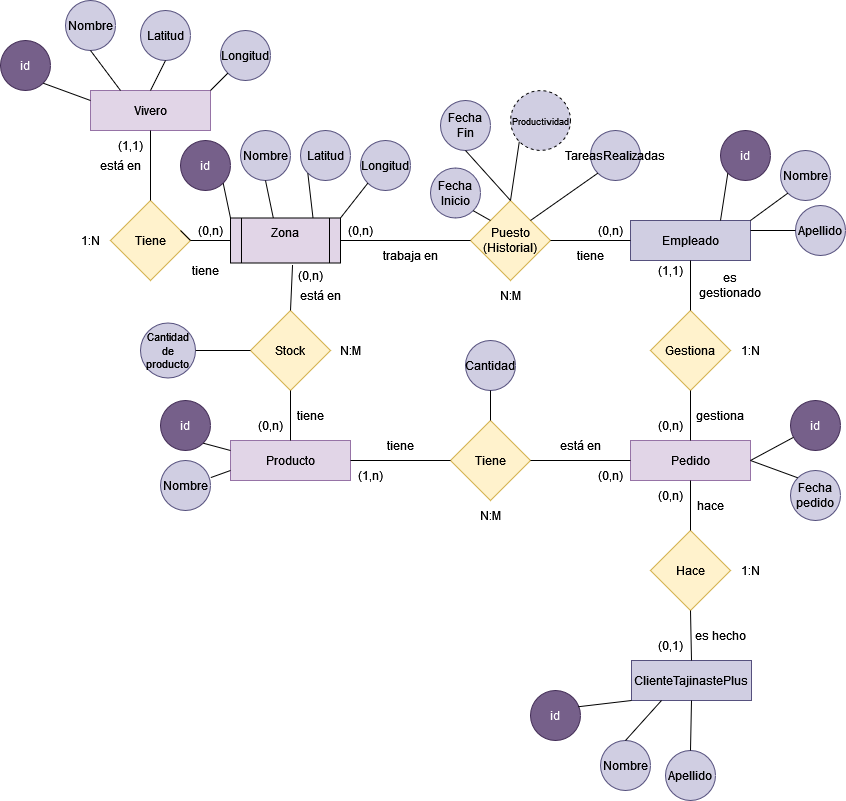 Nombre
Latitud
Longitud
id
Vivero
(1,1)
está en
1:N
Tiene
(0,n)
tiene
id
Nombre
Latitud
Longitud
Zona
(0,n)
trabaja en
(0,n)
está en
Fecha
Fin
Productividad
TareasRealizadas
Fecha
Inicio
Puesto
(Historial)
N:M
(0,n)
tiene
id
Nombre
Apellido
Empleado
(1,1)
es
gestionado
Gestiona
1:N
gestiona
(0,n)
Cantidad
de
producto
Stock
N:M
tiene
(0,n)
id
Nombre
Producto
tiene
(1,n)
Cantidad
Tiene
N:M
está en
(0,n)
Pedido
id
Fecha
pedido
(0,n)
hace
Hace
1:N
es hecho
(0,1)
ClienteTajinastePlus
id
Nombre
Apellido